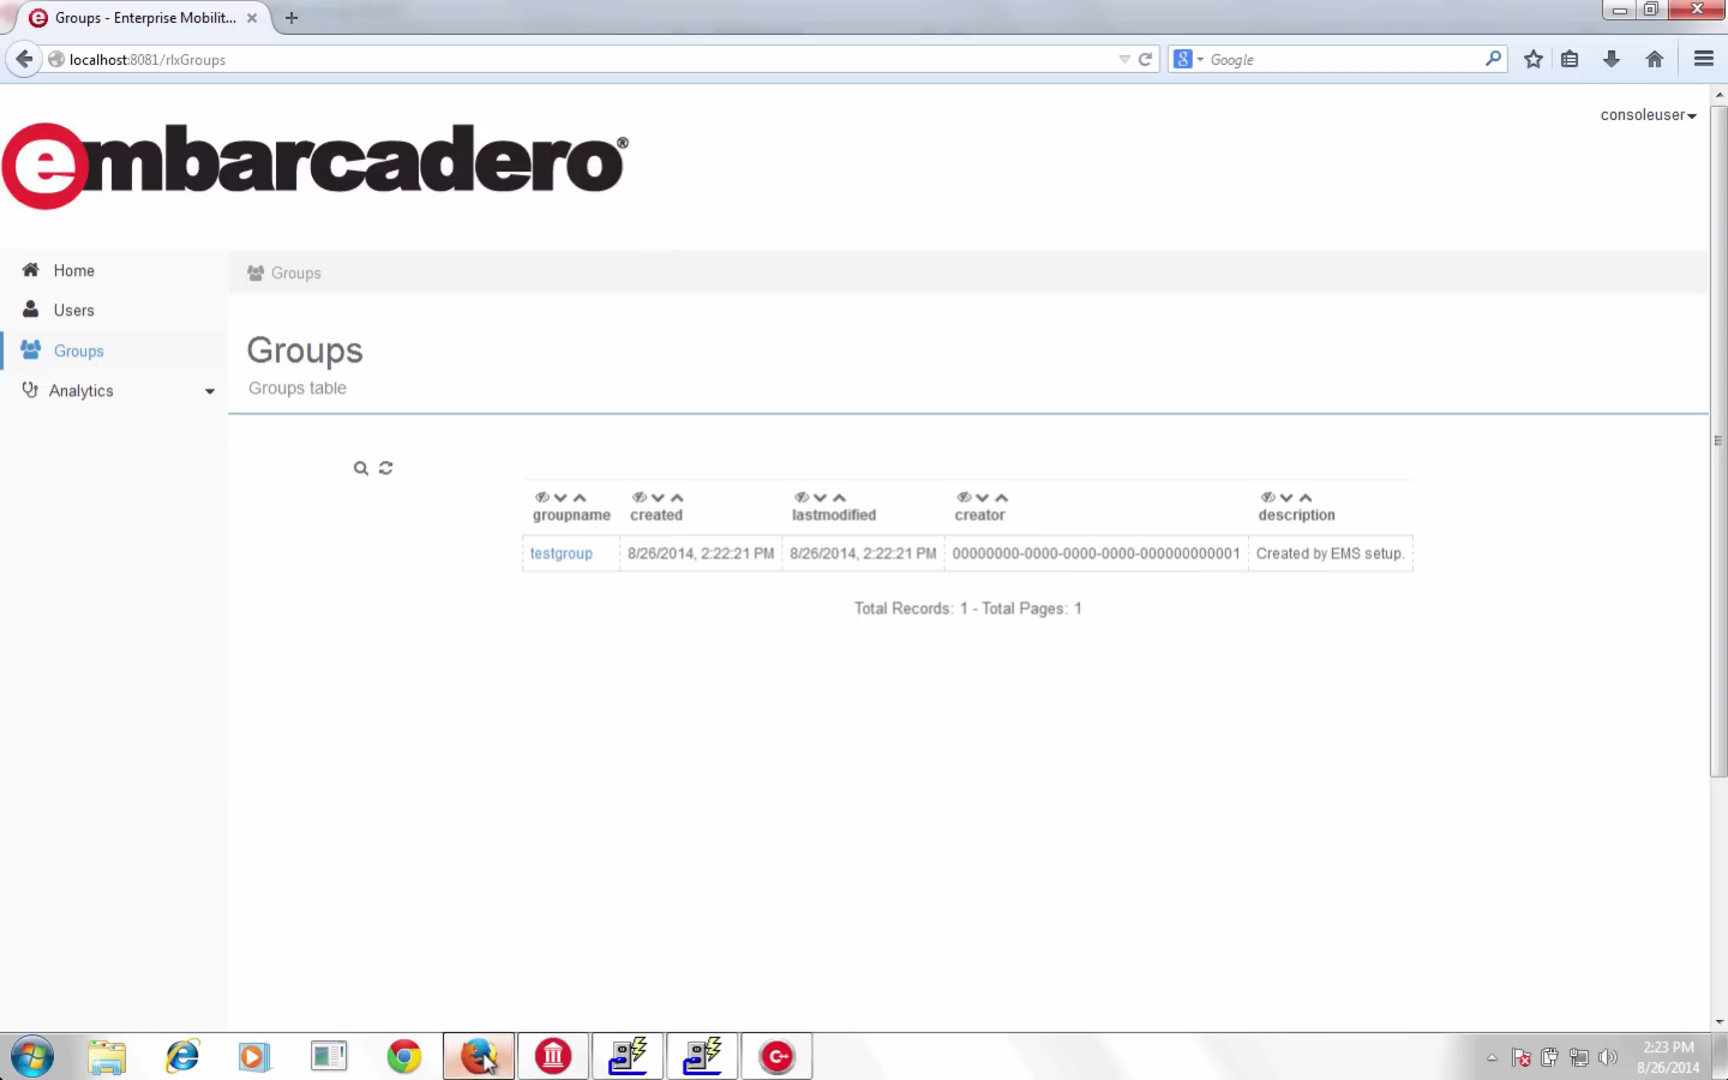 Groups - Enterprise Mobilit...
localhost:8081/rlxGroups
Google
consoleuser
embarcadero®
Home
Users
Groups
Analytics
Groups
Groups
Groups table
groupname created lastmodified creator description
testgroup 8/26/2014, 2:22:21 PM 8/26/2014, 2:22:21 PM 00000000-0000-0000-0000-000000000001 Created by EMS setup.
Total Records: 1 - Total Pages: 1
2:23 PM
8/26/2014